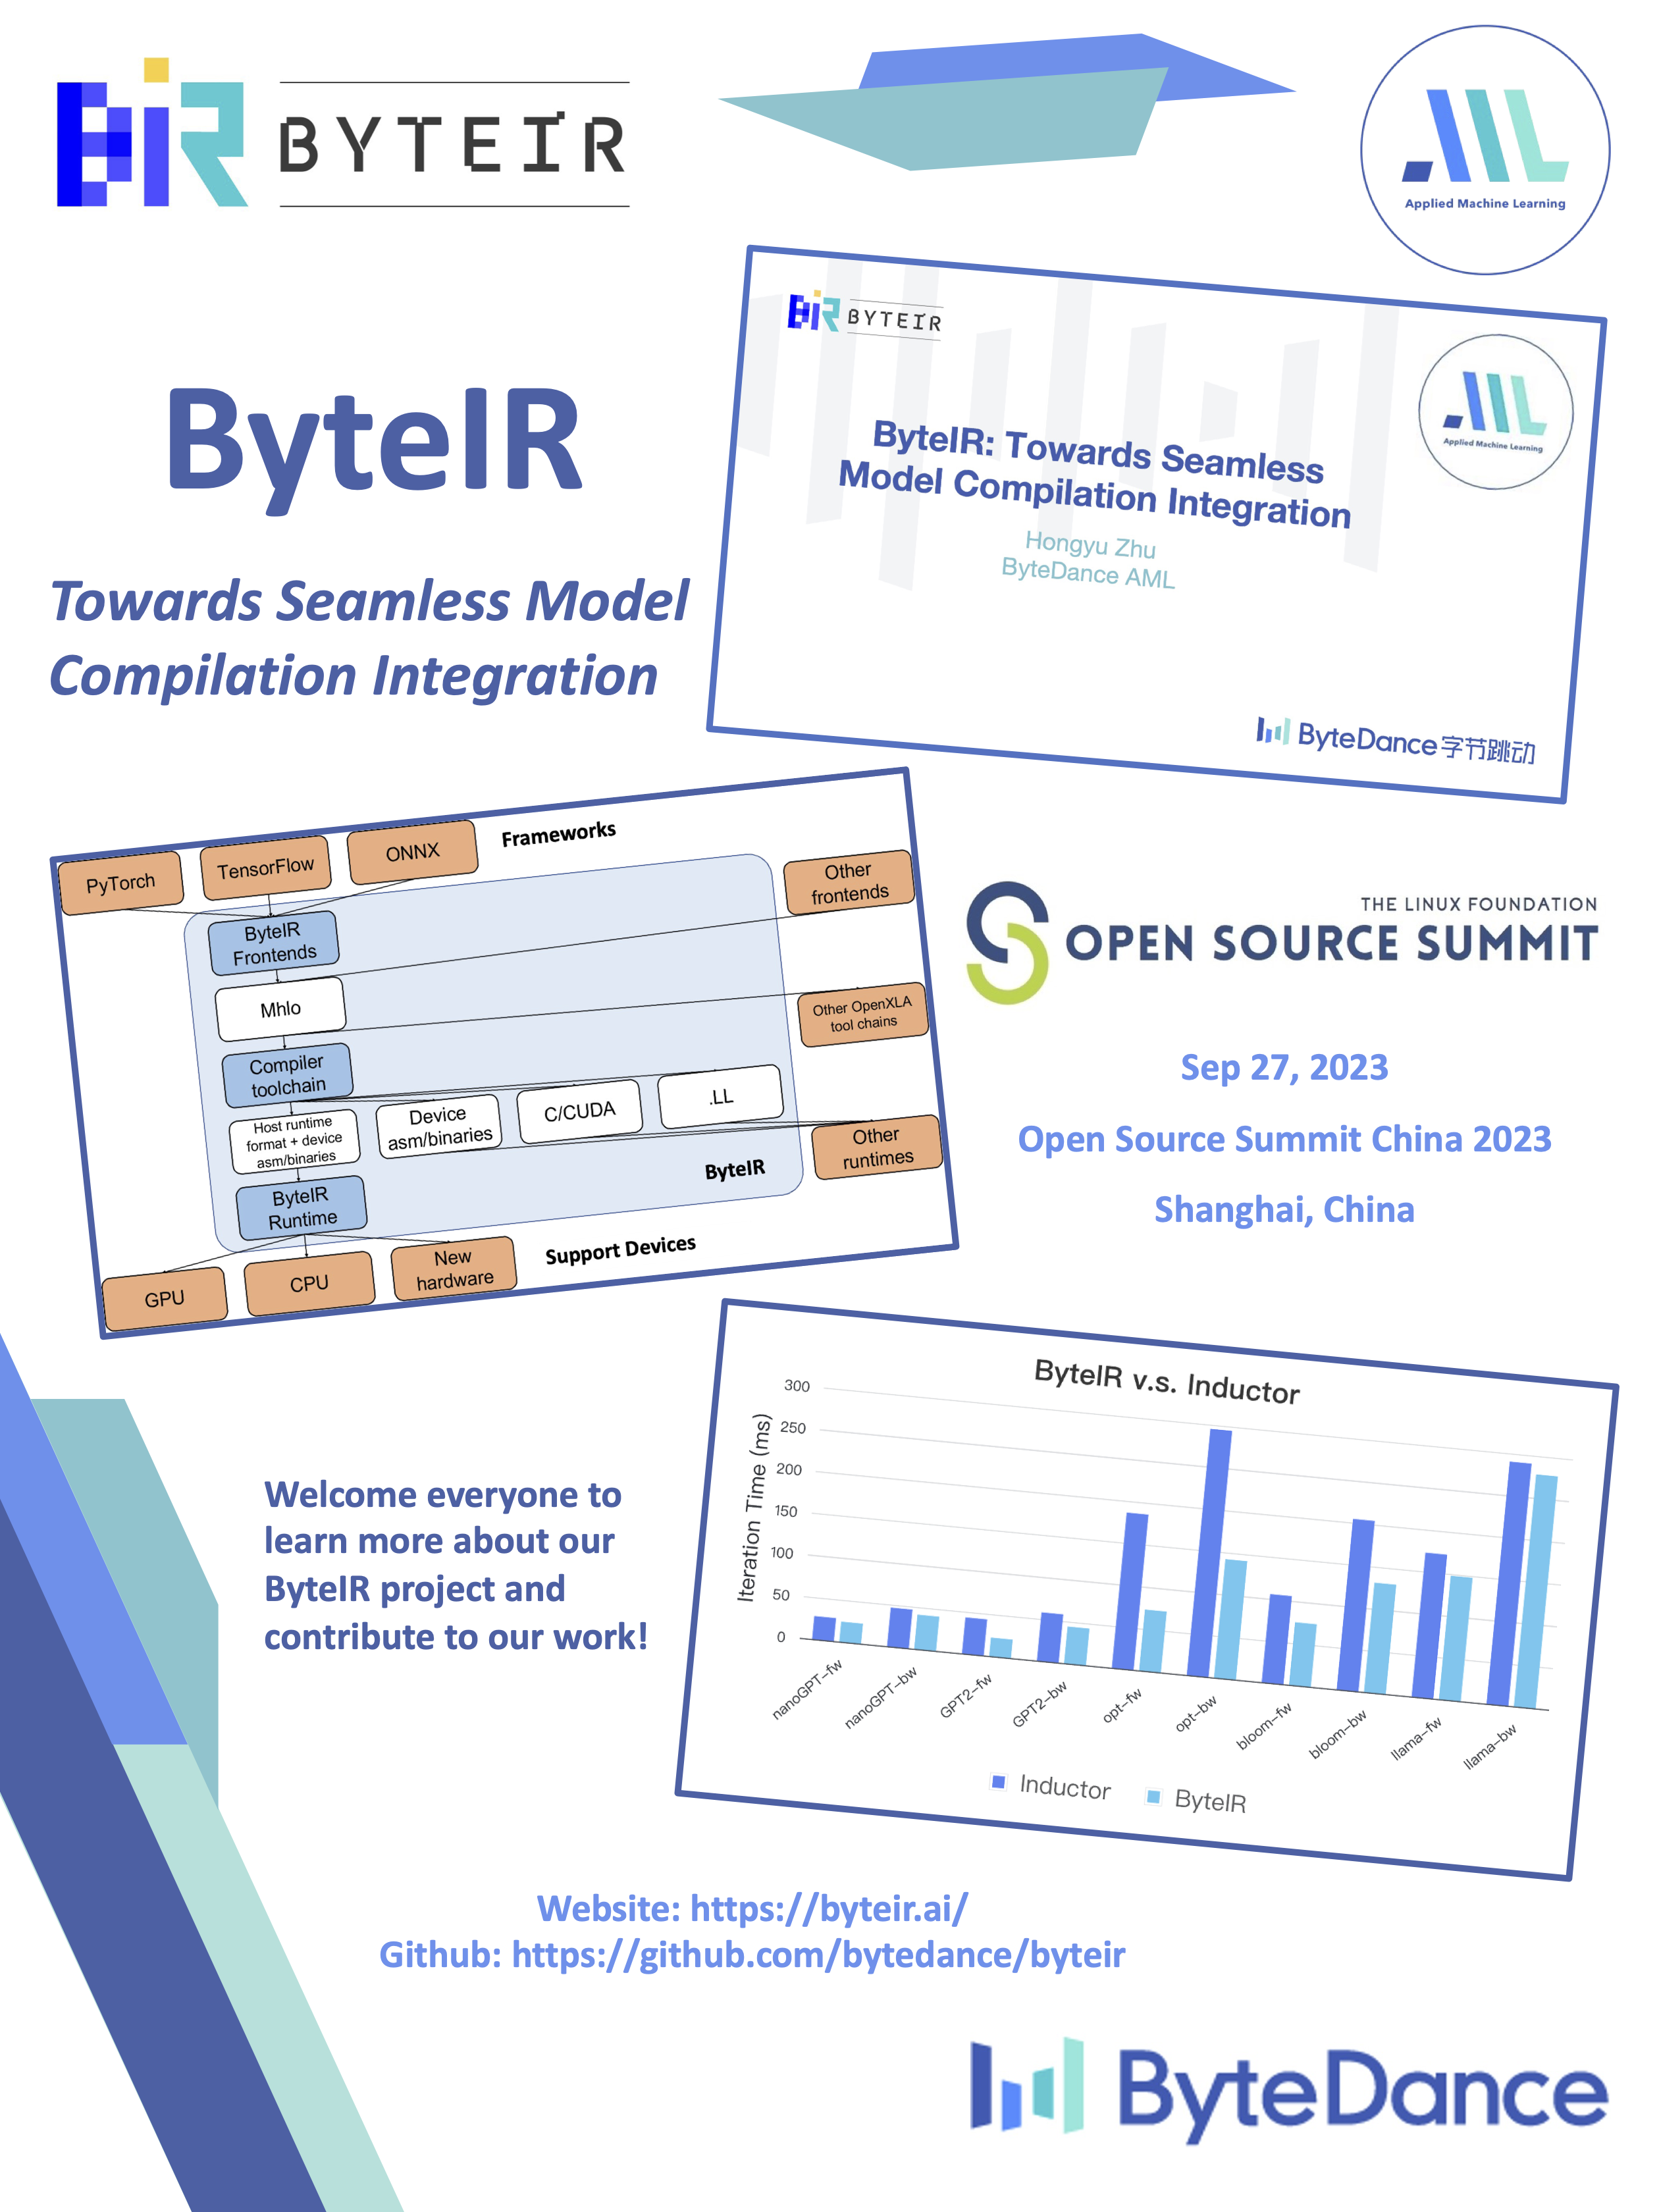 BYTEIR
Applied Machine Learning
BYTEIR
Applied Machine Learning
ByteIR: Towards Seamless
Model Compilation Integration
Hongyu Zhu
ByteDance AML
ByteDance字节跳动
ByteIR
Towards Seamless Model
Compilation Integration
Frameworks
PyTorch
TensorFlow
ONNX
Other
frontends
ByteIR
Frontends
Mhlo
Other OpenXLA
tool chains
Compiler
toolchain
Host runtime
format + device
asm/binaries
Device
asm/binaries
C/CUDA
.LL
Other
runtimes
ByteIR
ByteIR
Runtime
Support Devices
GPU
CPU
New
hardware
THE LINUX FOUNDATION
OPEN SOURCE SUMMIT
Sep 27, 2023
Open Source Summit China 2023
Shanghai, China
ByteIR v.s. Inductor
Iteration Time (ms)
300
250
200
150
100
50
0
nanoGPT-fw
nanoGPT-bw
GPT2-fw
GPT2-bw
opt-fw
opt-bw
bloom-fw
bloom-bw
llama-fw
llama-bw
Inductor
ByteIR
Welcome everyone to
learn more about our
ByteIR project and
contribute to our work!
Website: https://byteir.ai/
Github: https://github.com/bytedance/byteir
ByteDance